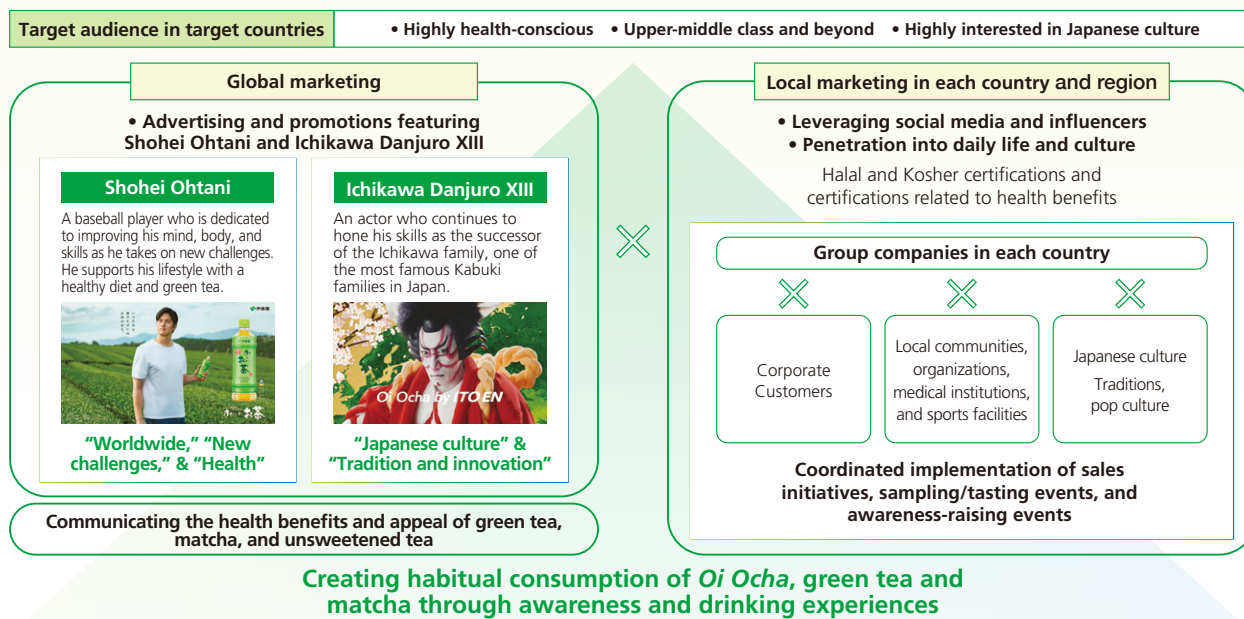 Target audience in target countries
• Highly health-conscious • Upper-middle class and beyond • Highly interested in Japanese culture
Global marketing
• Advertising and promotions featuring
Shohei Ohtani and Ichikawa Danjuro XIII
Shohei Ohtani
A baseball player who is dedicated
to improving his mind, body, and
skills as he takes on new challenges.
He supports his lifestyle with a
healthy diet and green tea.
伊藤園
お〜いお茶
“Worldwide,” “New
challenges,” & “Health”
Ichikawa Danjuro XIII
An actor who continues to
hone his skills as the successor
of the Ichikawa family, one of
the most famous Kabuki
families in Japan.
Oi Ocha by ITO EN
“Japanese culture” &
“Tradition and innovation”
Communicating the health benefits and appeal of green tea,
matcha, and unsweetened tea
Local marketing in each country and region
• Leveraging social media and influencers
• Penetration into daily life and culture
Halal and Kosher certifications and
certifications related to health benefits
Group companies in each country
Corporate
Customers
Local communities,
organizations,
medical institutions,
and sports facilities
Japanese culture
Traditions,
pop culture
Coordinated implementation of sales
initiatives, sampling/tasting events, and
awareness-raising events
Creating habitual consumption of Oi Ocha, green tea and
matcha through awareness and drinking experiences